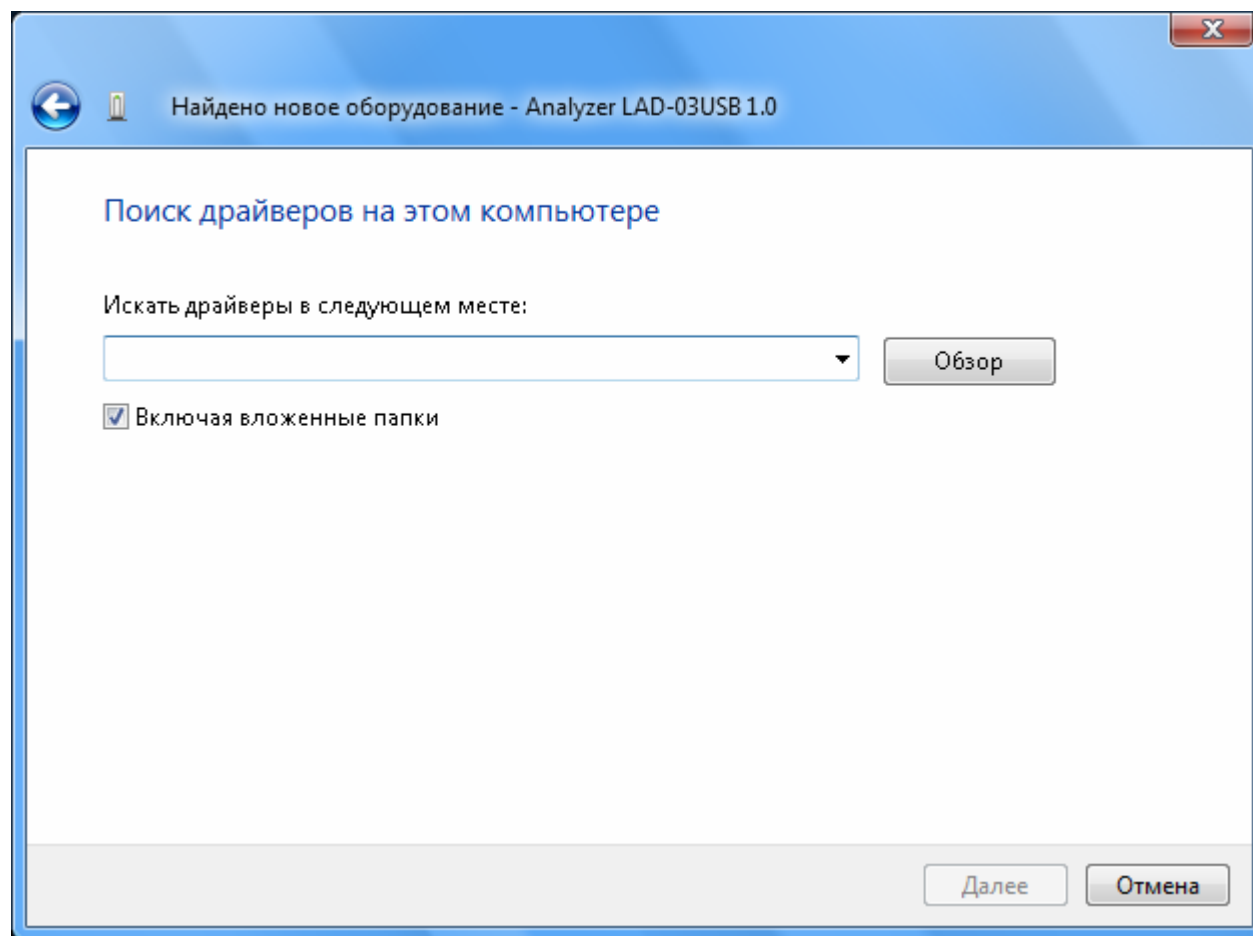 Найдено новое оборудование - Analyzer LAD-03USB 1.0
Поиск драйверов на этом компьютере
Искать драйверы в следующем месте:
Обзор
Включая вложенные папки
Далее
Отмена